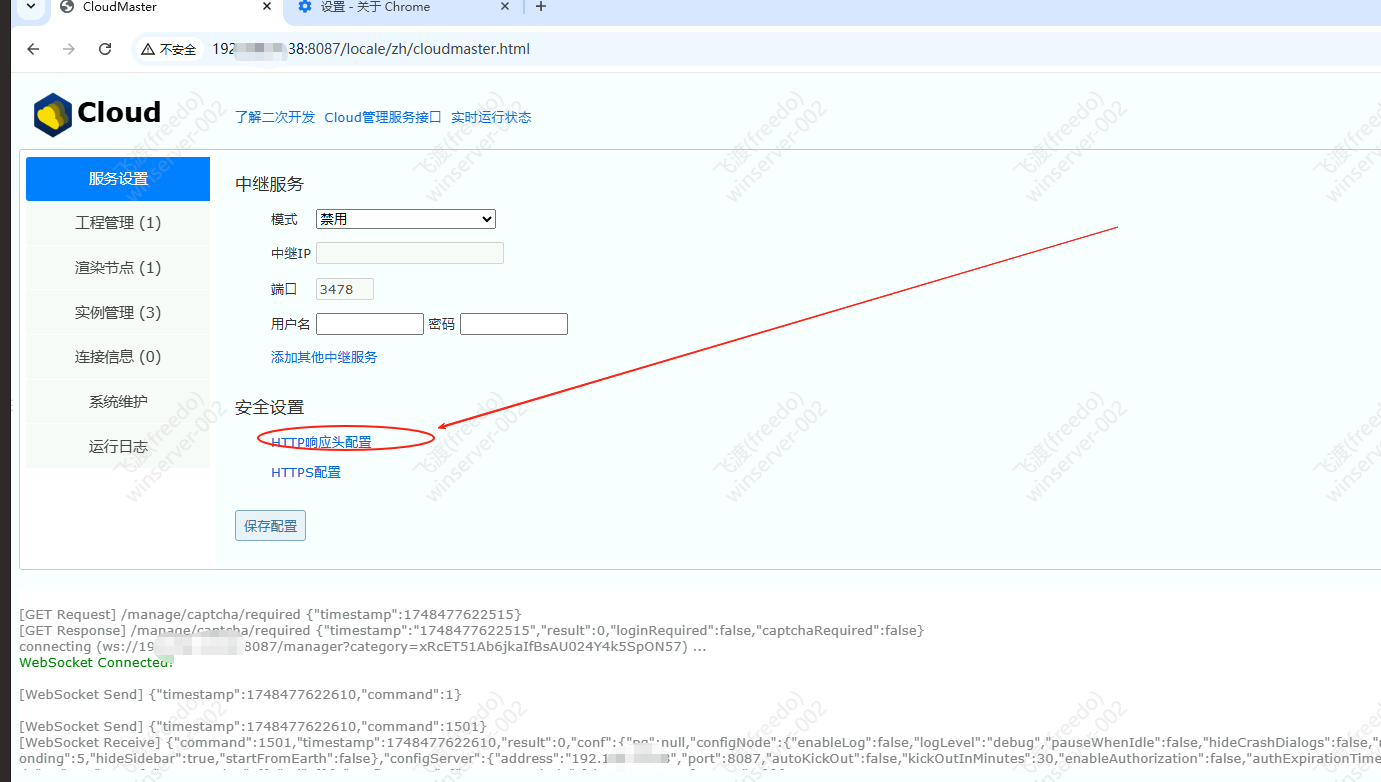 CloudMaster
设置 - 关于 Chrome
不安全 192 38:8087/locale/zh/cloudmaster.html
Cloud
了解二次开发 Cloud管理服务接口 实时运行状态
服务设置
工程管理 (1)
渲染节点 (1)
实例管理 (3)
连接信息 (0)
系统维护
运行日志
中继服务
模式 禁用
中继IP
端口 3478
用户名 密码
添加其他中继服务
安全设置
HTTP响应头配置
HTTPS配置
保存配置
[GET Request] /manage/captcha/required {"timestamp":1748477622515}
[GET Response] /manage/captcha/required {"timestamp":"1748477622515","result":0,"loginRequired":false,"captchaRequired":false}
connecting (ws://19 8087/manager?category=xRcET51Ab6jkaIfBsAU024Y4k5SpON57) ...
WebSocket Connected!
[WebSocket Send] {"timestamp":1748477622610,"command":1}
[WebSocket Send] {"timestamp":1748477622610,"command":1501}
[WebSocket Receive] {"command":1501,"timestamp":1748477622610,"result":0,"conf":{"pg":null,"configNode":{"enableLog":false,"logLevel":"debug","pauseWhenIdle":false,"hideCrashDialogs":false,
onding":5,"hideSidebar":true,"startFromEarth":false},"configServer":{"address":"192.1 8","port":8087,"autoKickOut":false,"kickOutInMinutes":30,"enableAuthorization":false,"authExpirationTime
飞渡(freedo)
winserver-002